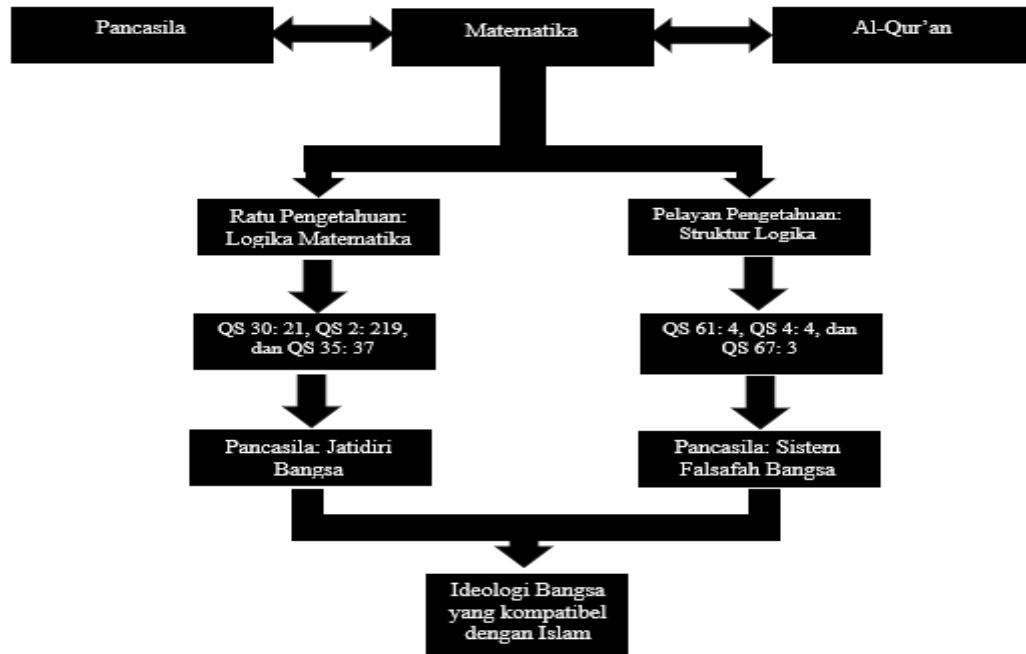 Pancasila
Matematika
Al-Qur’an
Ratu Pengetahuan:
Logika Matematika
Pelayan Pengetahuan:
Struktur Logika
QS 30: 21, QS 2: 219,
dan QS 35: 37
QS 61: 4, QS 4: 4, dan
QS 67: 3
Pancasila: Jatidiri
Bangsa
Pancasila: Sistem
Falsafah Bangsa
Ideologi Bangsa
yang kompatibel
dengan Islam